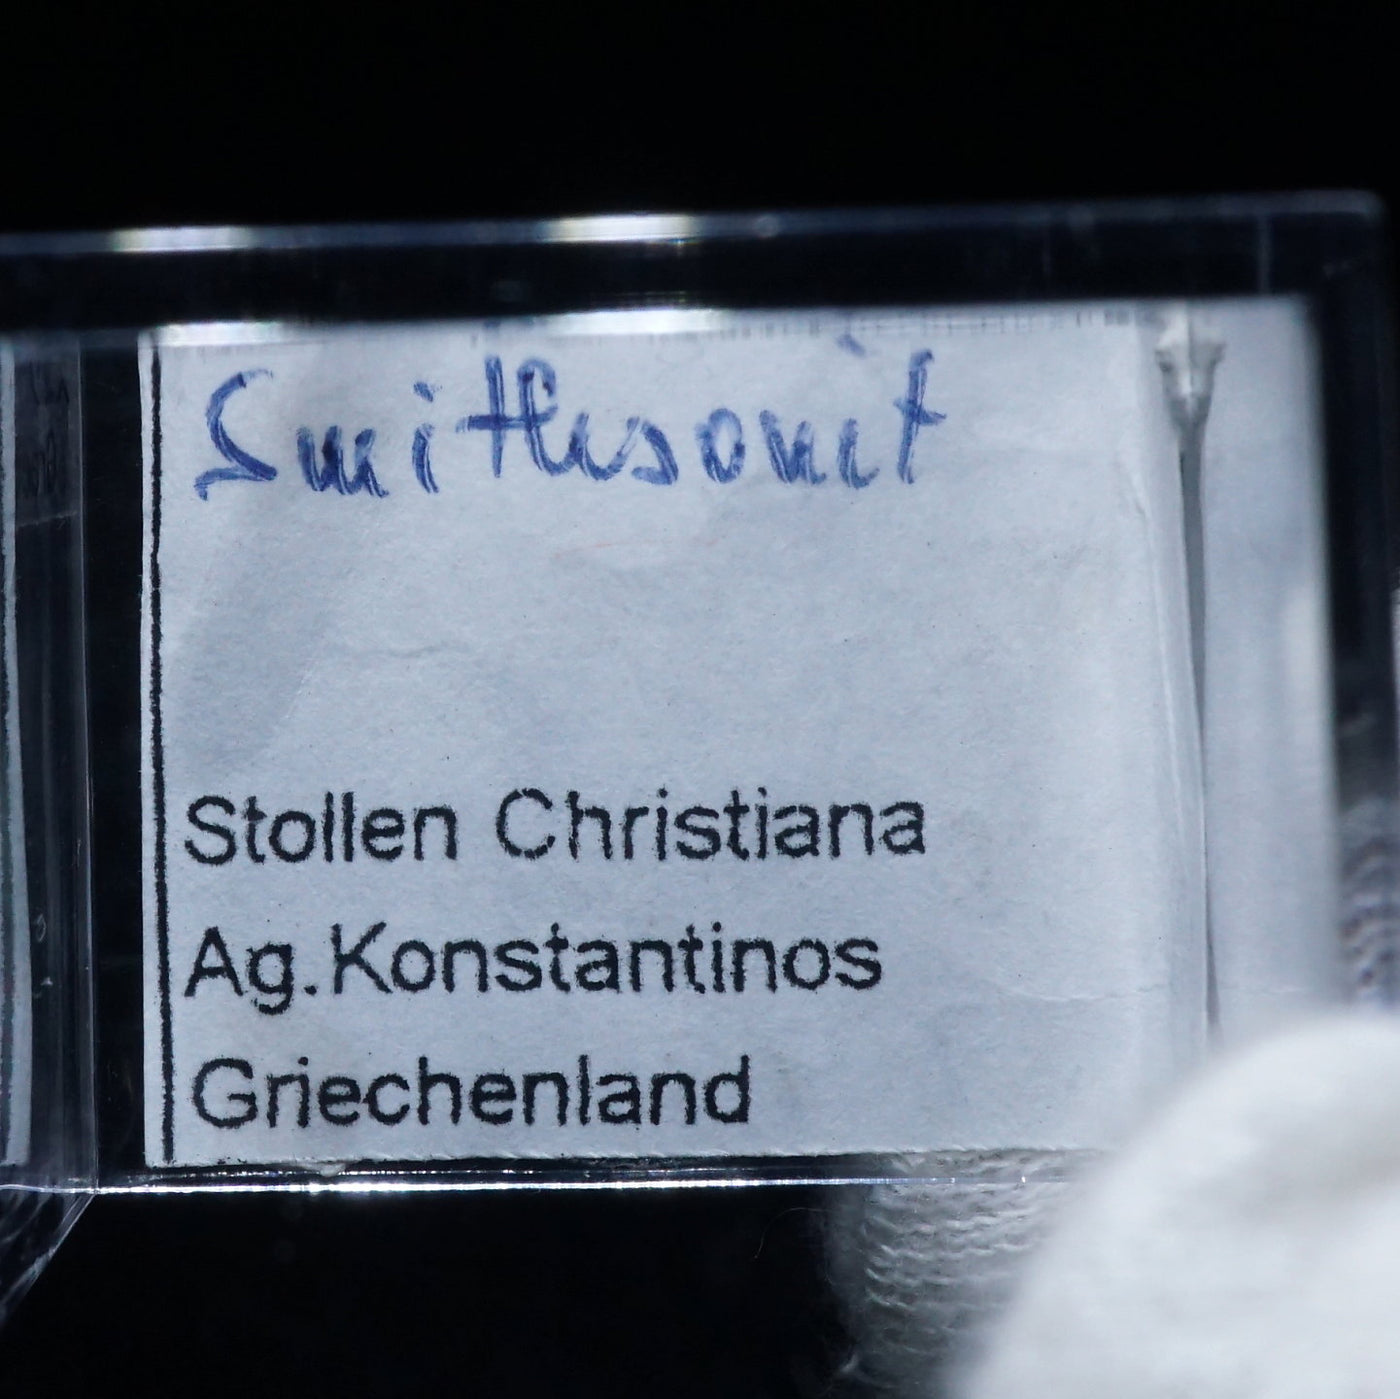 Smithsonit
Stollen Christiana
Ag.Konstantinos
Griechenland